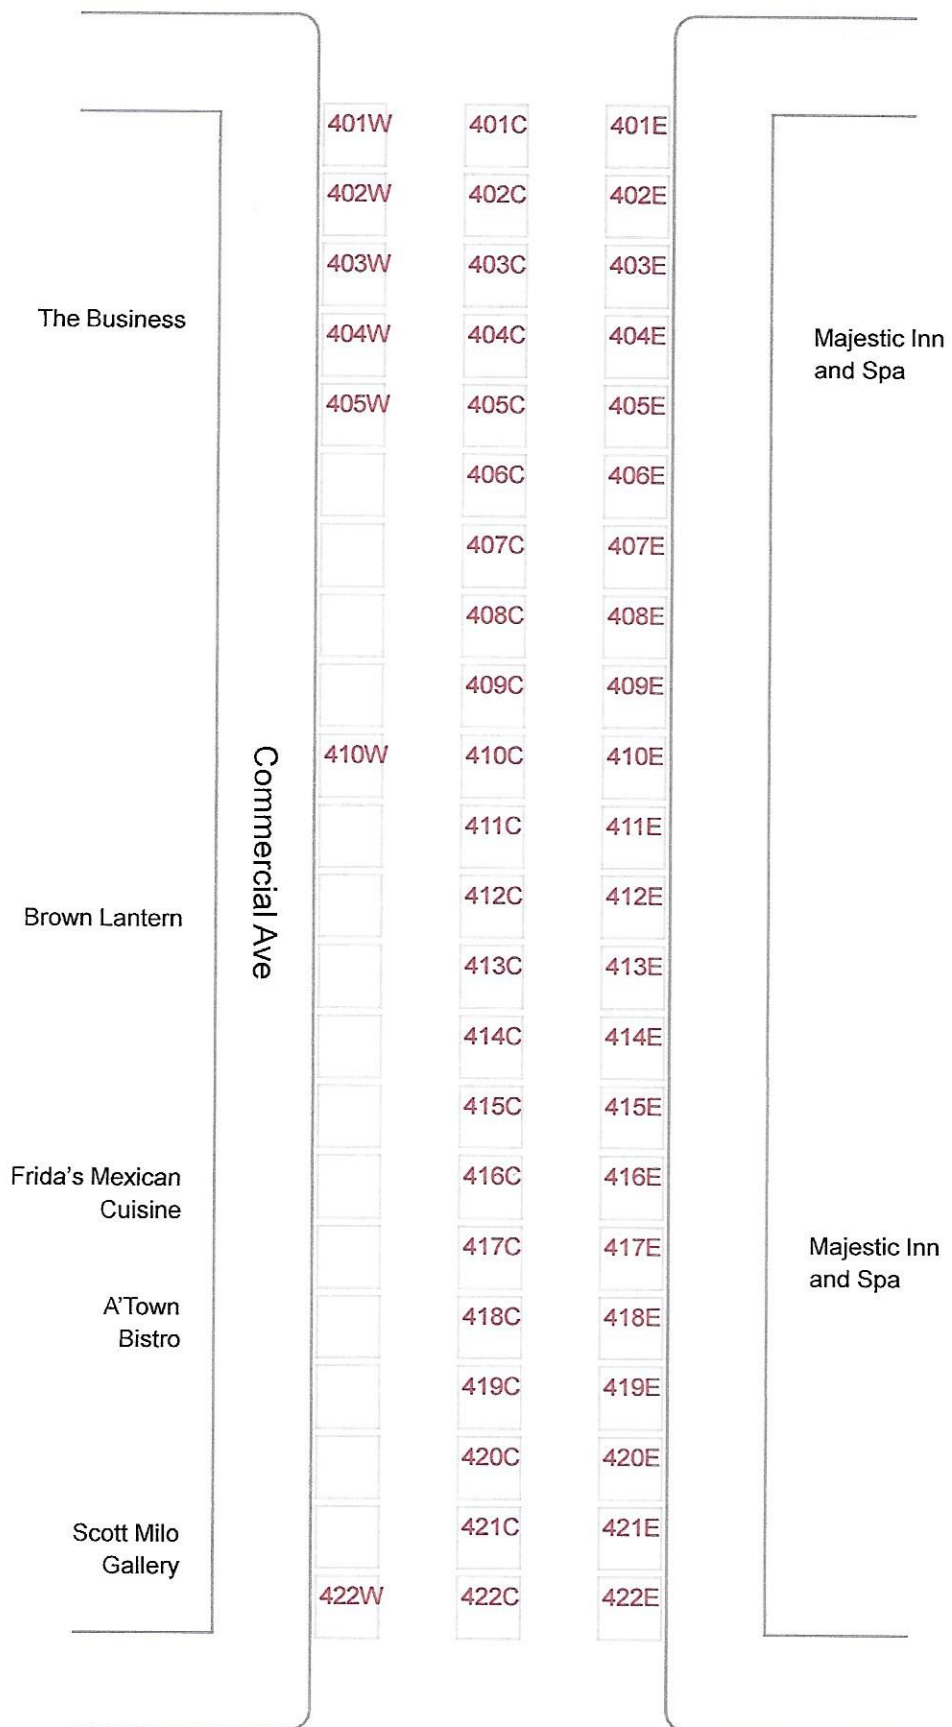 401W 401C 401E
402W 402C 402E
403W 403C 403E
The Business
404W 404C 404E
Majestic Inn
and Spa
405W 405C 405E
406C 406E
407C 407E
408C 408E
409C 409E
410W 410C 410E
Commercial Ave
411C 411E
412C 412E
Brown Lantern
413C 413E
414C 414E
415C 415E
Frida's Mexican
Cuisine
416C 416E
417C 417E
Majestic Inn
and Spa
A'Town
Bistro
418C 418E
419C 419E
420C 420E
Scott Milo
Gallery
421C 421E
422W 422C 422E